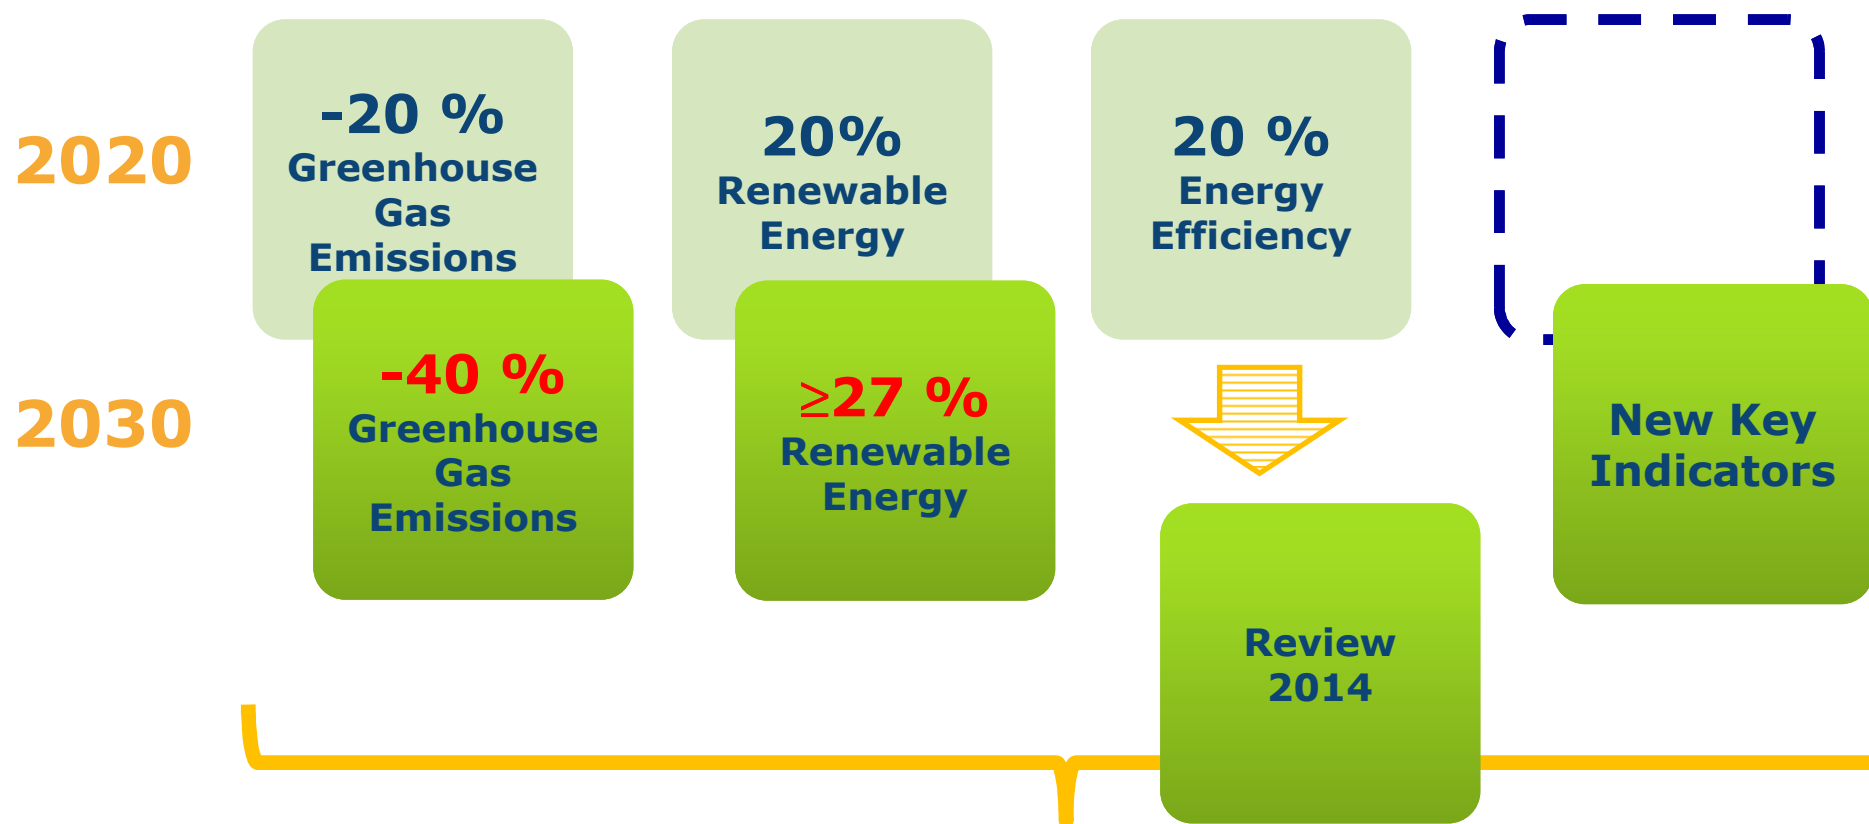 2020
-20 %
Greenhouse
Gas
Emissions
20%
Renewable
Energy
20 %
Energy
Efficiency
2030
-40 %
Greenhouse
Gas
Emissions
≥27 %
Renewable
Energy
Review
2014
New Key
Indicators